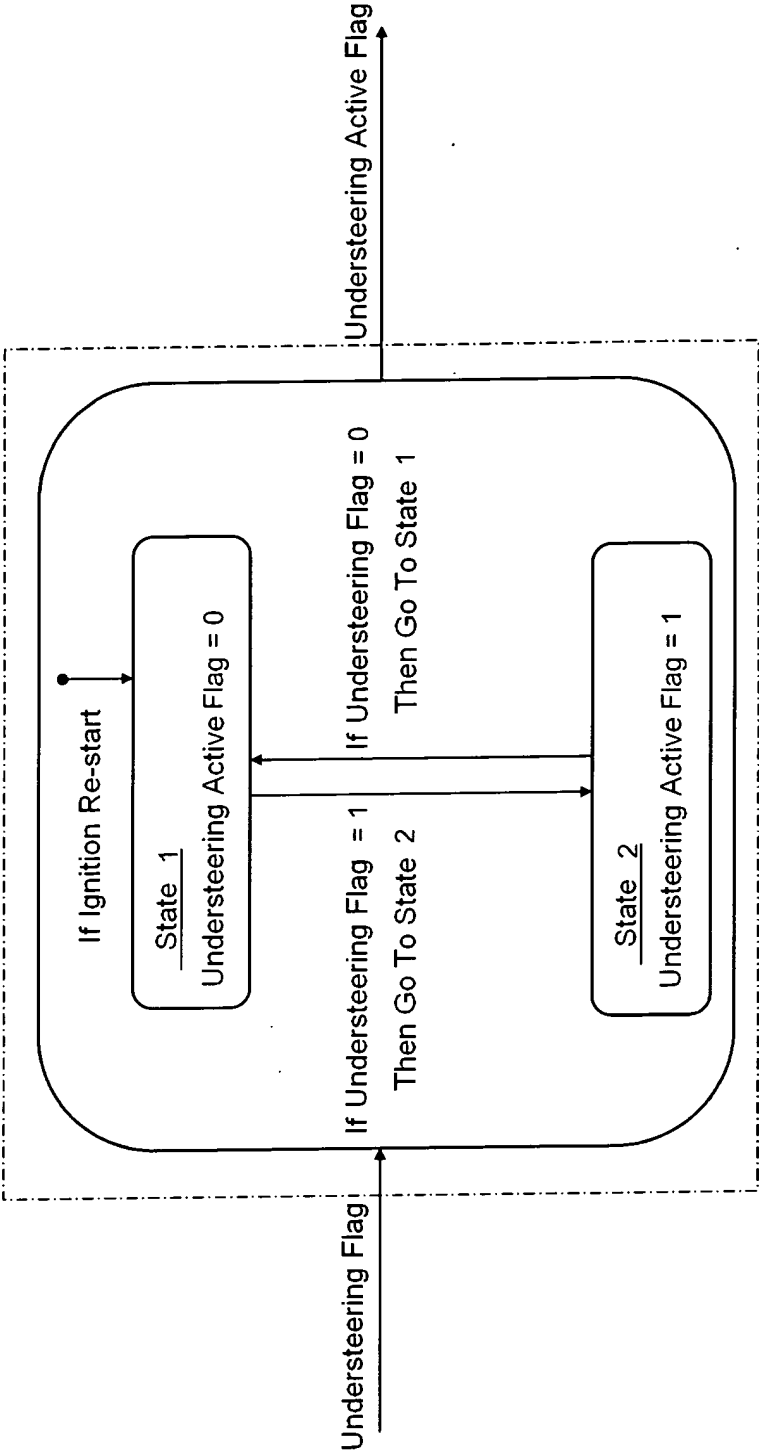 Understeering Flag
If Ignition Re-start
State 1
Understeering Active Flag = 0
If Understeering Flag = 1
Then Go To State 2
If Understeering Flag = 0
Then Go To State 1
State 2
Understeering Active Flag = 1
Understeering Active Flag